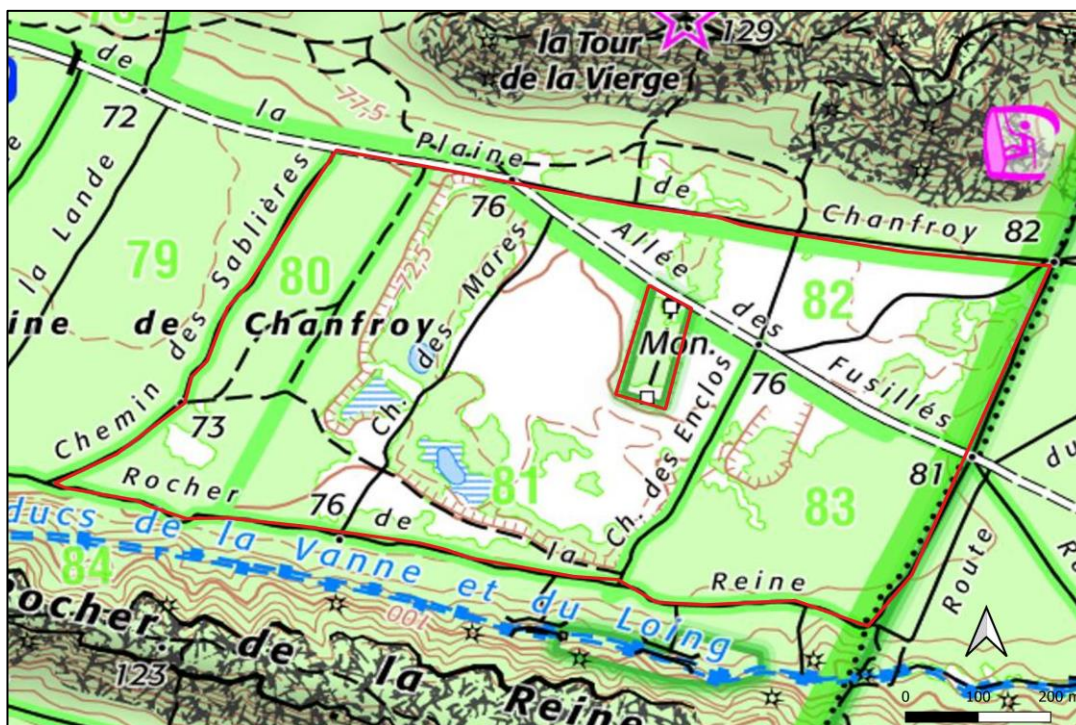 la Tour
de la Vierge
129
77,5
de la Plaine de Chanfroy
72
la Lande
79
Chemin des Sablières
80
76
72,5
82
82
Allée des Fusillés
Mon.
ine de Chanfroy
Ch. des Mares
Ch. des Enclos
76
73
81
81
83
du
Rocher de la Reine
76
Route
ducs de la Vanne et du Loing
84
100
Rocher de la Reine
123
0 100 200 m